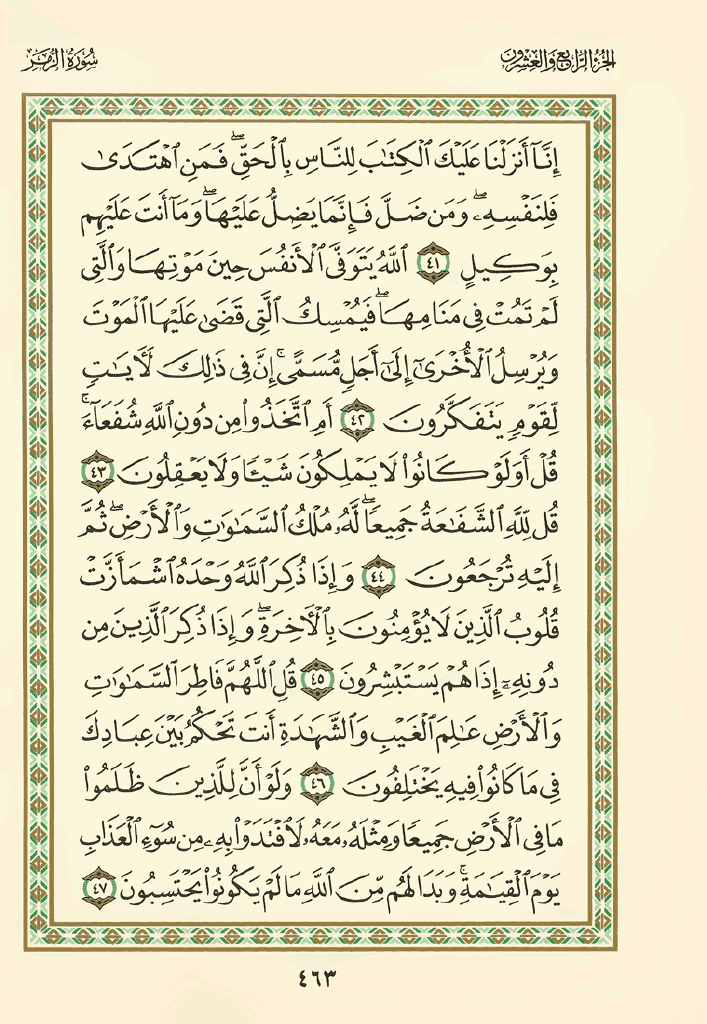 الجزء الرابع والعشرون
سورة الزمر
إِنَّآ أَنزَلْنَا عَلَيْكَ ٱلْكِتَٰبَ لِلنَّاسِ بِٱلْحَقِّ ۖ فَمَنِ ٱهْتَدَىٰ
فَلِنَفْسِهِۦ ۖ وَمَن ضَلَّ فَإِنَّمَا يَضِلُّ عَلَيْهَا ۖ وَمَآ أَنتَ عَلَيْهِم
بِوَكِيلٍ ٤١ ٱللَّهُ يَتَوَفَّى ٱلْأَنفُسَ حِينَ مَوْتِهَا وَٱلَّتِى
لَمْ تَمُتْ فِى مَنَامِهَا ۖ فَيُمْسِكُ ٱلَّتِى قَضَىٰ عَلَيْهَا ٱلْمَوْتَ
وَيُرْسِلُ ٱلْأُخْرَىٰٓ إِلَىٰٓ أَجَلٍ مُّسَمًّى ۚ إِنَّ فِى ذَٰلِكَ لَءَايَٰتٍ
لِّقَوْمٍ يَتَفَكَّرُونَ ٤٢ أَمِ ٱتَّخَذُوا۟ مِن دُونِ ٱللَّهِ شُفَعَآءَ ۚ
قُلْ أَوَلَوْ كَانُوا۟ لَا يَمْلِكُونَ شَيْـًٔا وَلَا يَعْقِلُونَ ٤٣
قُل لِّلَّهِ ٱلشَّفَٰعَةُ جَمِيعًا ۖ لَّهُۥ مُلْكُ ٱلسَّمَٰوَٰتِ وَٱلْأَرْضِ ۖ ثُمَّ
إِلَيْهِ تُرْجَعُونَ ٤٤ وَإِذَا ذُكِرَ ٱللَّهُ وَحْدَهُ ٱشْمَأَزَّتْ
قُلُوبُ ٱلَّذِينَ لَا يُؤْمِنُونَ بِٱلْءَاخِرَةِ ۖ وَإِذَا ذُكِرَ ٱلَّذِينَ مِن
دُونِهِۦٓ إِذَا هُمْ يَسْتَبْشِرُونَ ٤٥ قُلِ ٱللَّهُمَّ فَاطِرَ ٱلسَّمَٰوَٰتِ
وَٱلْأَرْضِ عَٰلِمَ ٱلْغَيْبِ وَٱلشَّهَٰدَةِ أَنتَ تَحْكُمُ بَيْنَ عِبَادِكَ
فِى مَا كَانُوا۟ فِيهِ يَخْتَلِفُونَ ٤٦ وَلَوْ أَنَّ لِلَّذِينَ ظَلَمُوا۟
مَا فِى ٱلْأَرْضِ جَمِيعًا وَمِثْلَهُۥ مَعَهُۥ لَٱفْتَدَوْا۟ بِهِۦ مِن سُوٓءِ ٱلْعَذَابِ
يَوْمَ ٱلْقِيَٰمَةِ ۚ وَبَدَا لَهُم مِّنَ ٱللَّهِ مَا لَمْ يَكُونُوا۟ يَحْتَسِبُونَ ٤٧
٤٦٣